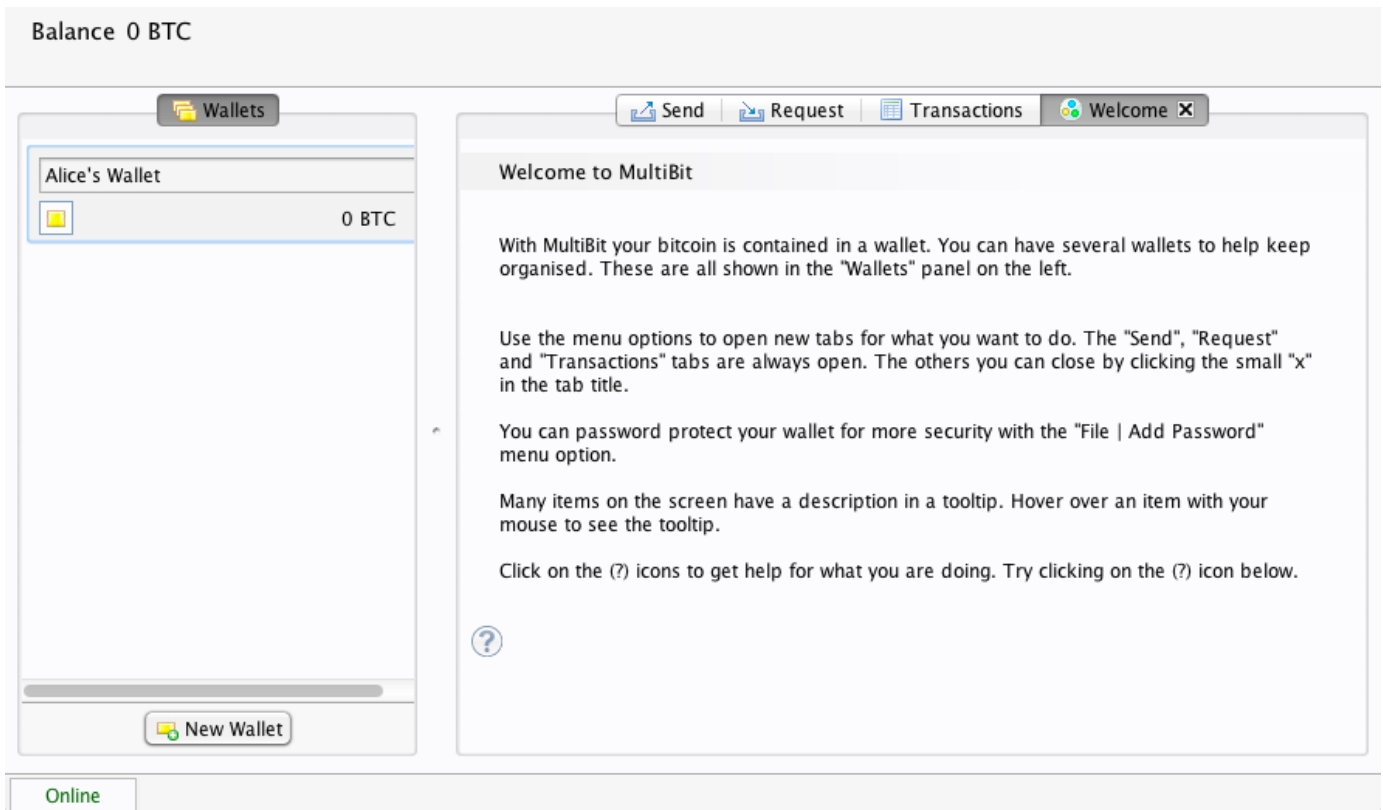 Balance 0 BTC
Wallets
Alice's Wallet
0 BTC
New Wallet
Send
Request
Transactions
Welcome
Welcome to MultiBit
With MultiBit your bitcoin is contained in a wallet. You can have several wallets to help keep
organised. These are all shown in the "Wallets" panel on the left.
Use the menu options to open new tabs for what you want to do. The "Send", "Request"
and "Transactions" tabs are always open. The others you can close by clicking the small "x"
in the tab title.
You can password protect your wallet for more security with the "File | Add Password"
menu option.
Many items on the screen have a description in a tooltip. Hover over an item with your
mouse to see the tooltip.
Click on the (?) icons to get help for what you are doing. Try clicking on the (?) icon below.
?
Online